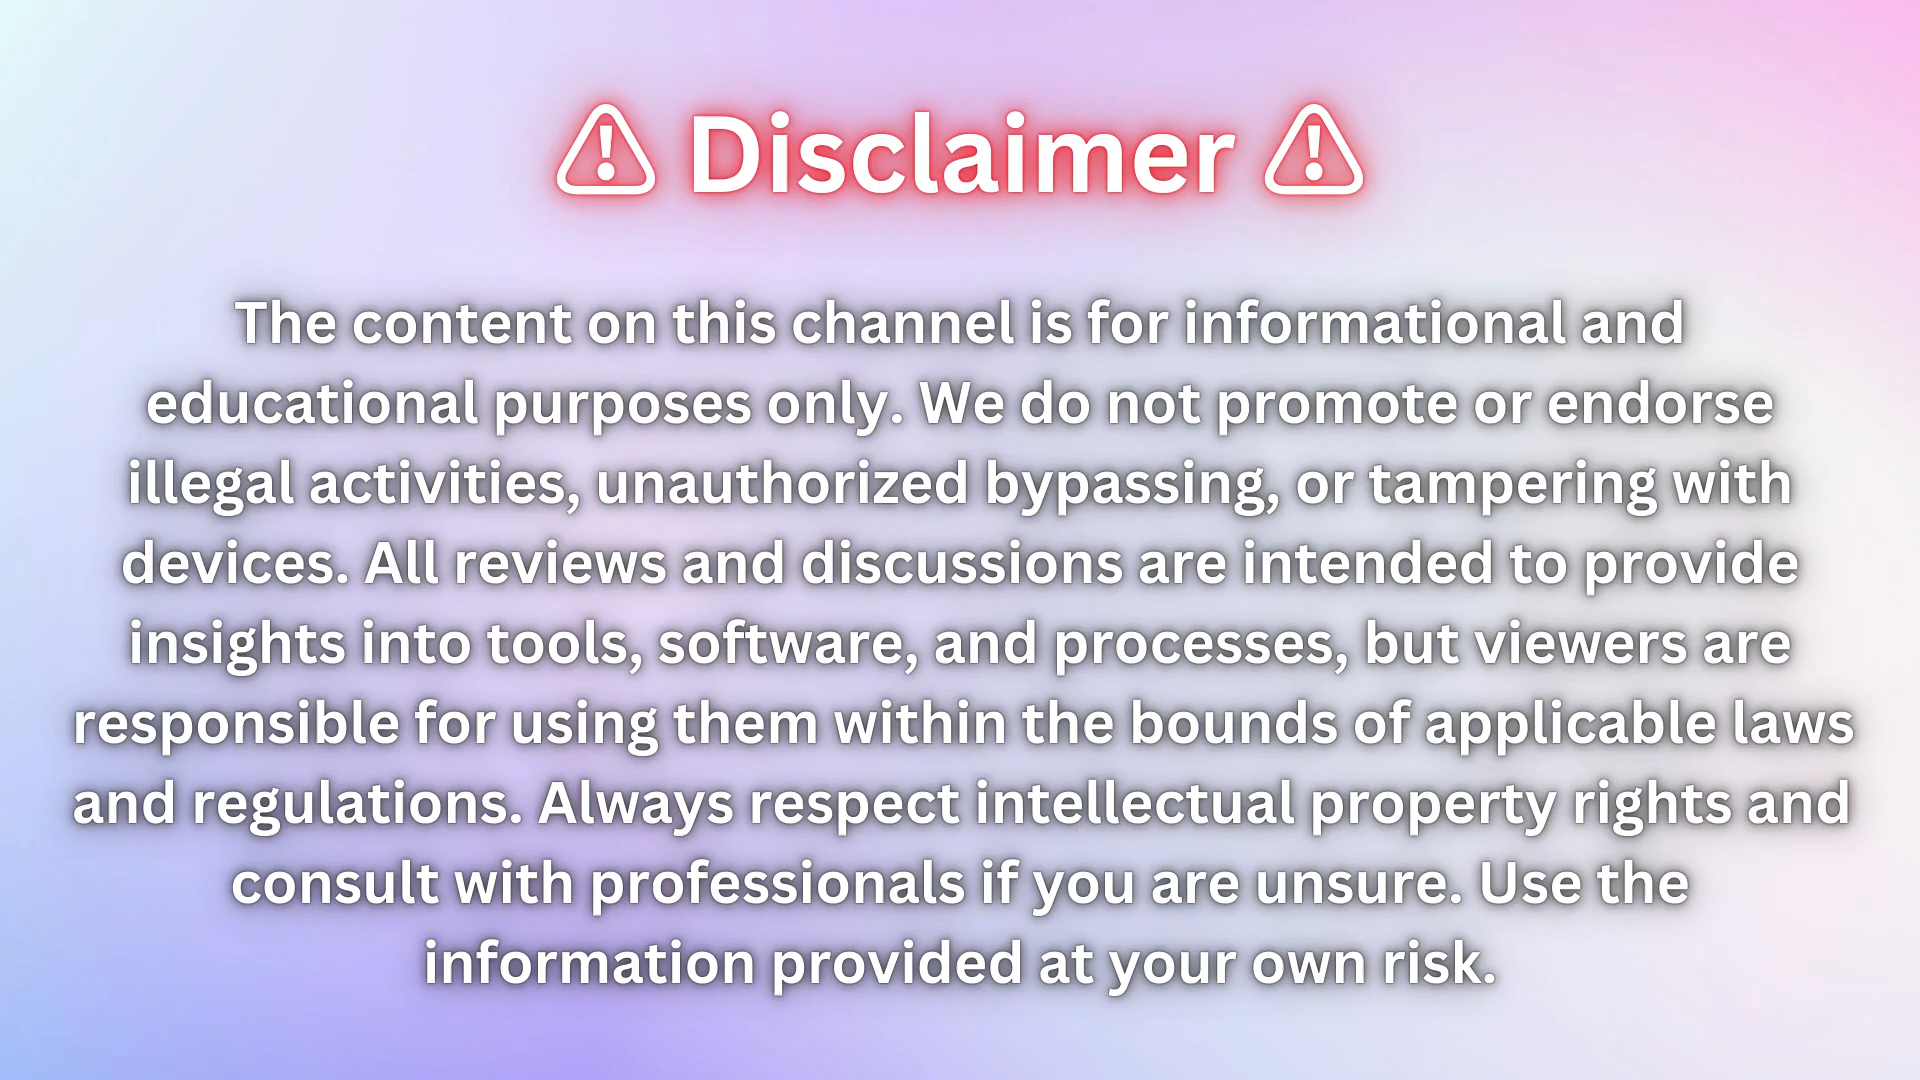 ⚠ Disclaimer ⚠
The content on this channel is for informational and
educational purposes only. We do not promote or endorse
illegal activities, unauthorized bypassing, or tampering with
devices. All reviews and discussions are intended to provide
insights into tools, software, and processes, but viewers are
responsible for using them within the bounds of applicable laws
and regulations. Always respect intellectual property rights and
consult with professionals if you are unsure. Use the
information provided at your own risk.